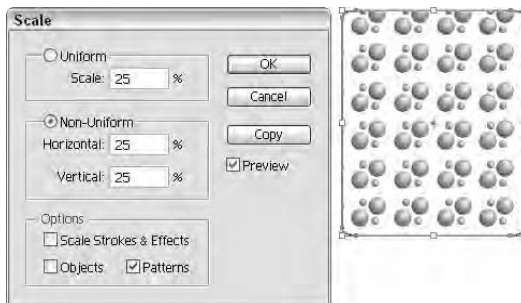 Scale
Uniform
Scale: 25 %
Non-Uniform
Horizontal: 25 %
Vertical: 25 %
Options
Scale Strokes & Effects
Objects Patterns
OK
Cancel
Copy
Preview